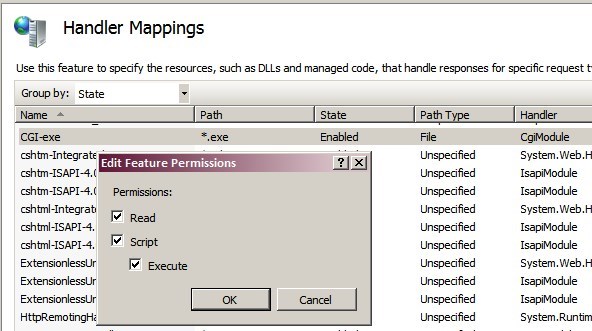 Handler Mappings
Use this feature to specify the resources, such as DLLs and managed code, that handle responses for specific request
Group by: State
Name Path State Path Type Handler
CGI-exe *.exe Enabled File CgiModule
cshtm-Integrate Unspecified System.Web.H
Edit Feature Permissions
cshtm-ISAPI-4.0 Unspecified IsapiModule
cshtm-ISAPI-4.0 Unspecified IsapiModule
Permissions:
cshtml-Integrate Unspecified System.Web.H
Read
cshtml-ISAPI-4. Unspecified IsapiModule
Script
cshtml-ISAPI-4. Unspecified IsapiModule
ExtensionlessUr Unspecified System.Web.H
Execute
ExtensionlessUr Unspecified IsapiModule
ExtensionlessUr Unspecified IsapiModule
OK Cancel
HttpRemotingHa Unspecified System.Runtim